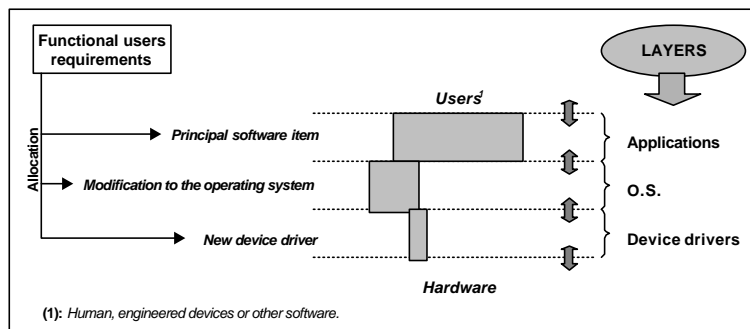 Functional users
requirements
LAYERS
Users1
Allocation
Principal software item
Applications
Modification to the operating system
O.S.
New device driver
Device drivers
Hardware
(1): Human, engineered devices or other software.